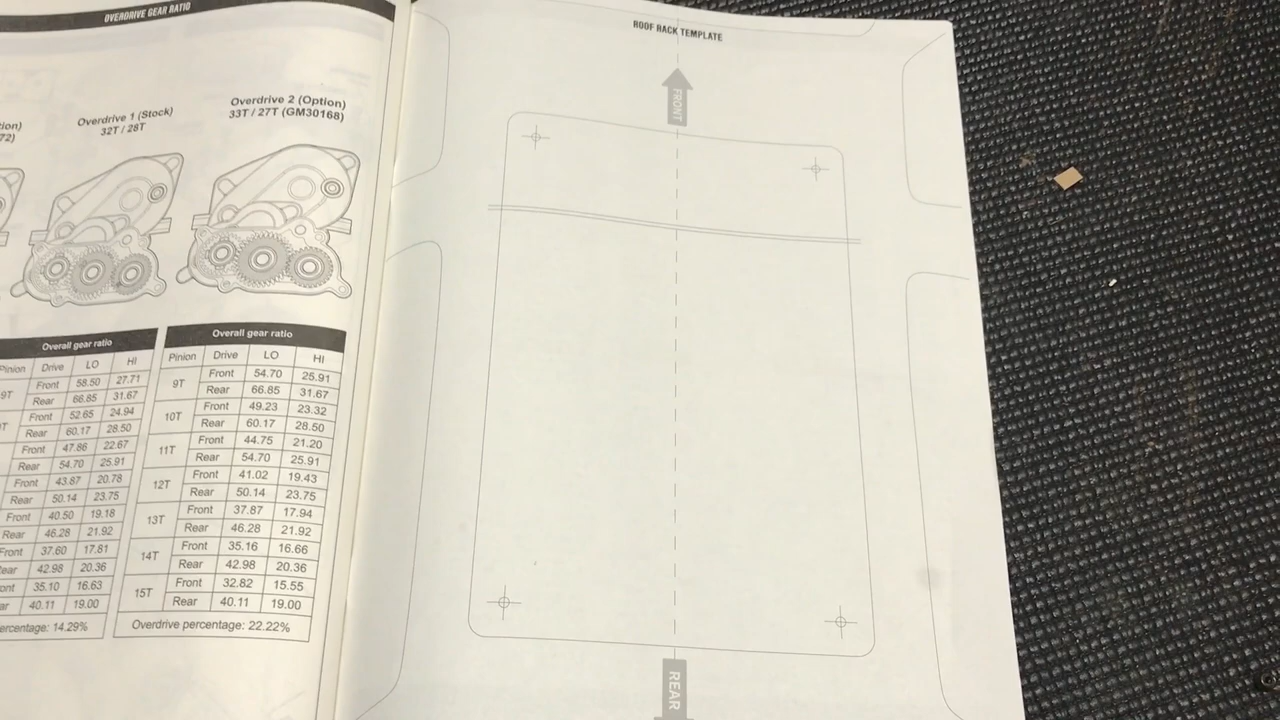 OVERDRIVE GEAR RATIO
tion)
72)
Overdrive 1 (Stock)
32T / 28T
Overdrive 2 (Option)
33T / 27T (GM30168)
Overall gear ratio
Pinion Drive LO HI
9T Front 58.50 27.71
Rear 66.85 31.67
Front 52.65 24.94
T Rear 60.17 28.50
Front 47.86 22.67
Rear 54.70 25.91
Front 43.87 20.78
Rear 50.14 23.75
Front 40.50 19.18
Rear 46.28 21.92
Front 37.60 17.81
Rear 42.98 20.36
ont 35.10 16.63
ar 40.11 19.00
ercentage: 14.29%
Overall gear ratio
Pinion Drive LO HI
9T Front 54.70 25.91
Rear 66.85 31.67
10T Front 49.23 23.32
Rear 60.17 28.50
11T Front 44.75 21.20
Rear 54.70 25.91
12T Front 41.02 19.43
Rear 50.14 23.75
13T Front 37.87 17.94
Rear 46.28 21.92
14T Front 35.16 16.66
Rear 42.98 20.36
15T Front 32.82 15.55
Rear 40.11 19.00
Overdrive percentage: 22.22%
ROOF RACK TEMPLATE
FRONT
REAR